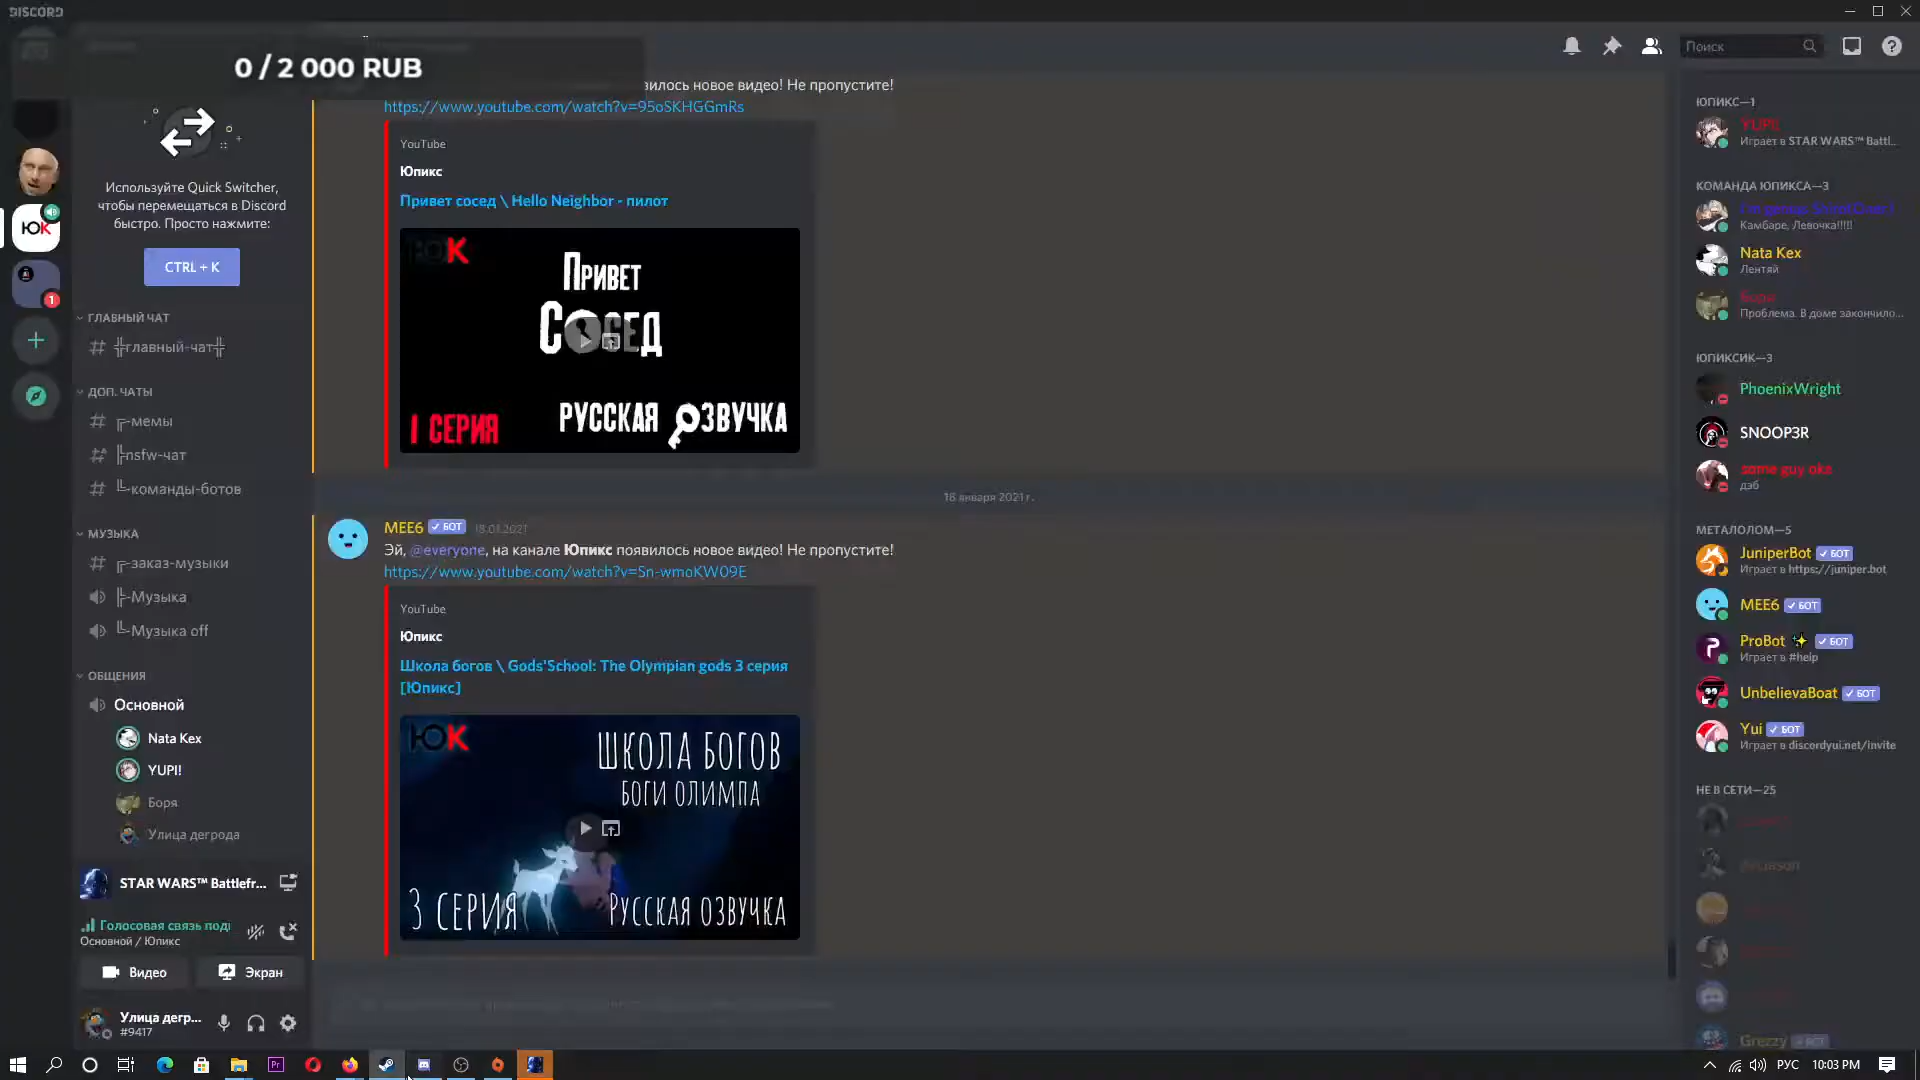 DISCORD
0 / 2 000 RUB
Поиск
Используйте Quick Switcher,
чтобы перемещаться в Discord
быстро. Просто нажмите:
CTRL + K
ГЛАВНЫЙ ЧАТ
╬главный-чат╬
ДОП. ЧАТЫ
╔-мемы
╠nsfw-чат
╚-команды-ботов
МУЗЫКА
╔-заказ-музыки
╠-Музыка
╚-Музыка off
ОБЩЕНИЯ
Основной
Nata Kex
YUPI!
Боря
Улица деграда
STAR WARS™ Battlefr...
Голосовая связь подк
Основной / Юпикс
Видео
Экран
Улица дегр...
#9417
явилось новое видео! Не пропустите!
https://www.youtube.com/watch?v=95oSKHGGmRs
YouTube
Юпикс
Привет сосед \ Hello Neighbor - пилот
ЮК
Привет
Сосед
1 СЕРИЯ
РУССКАЯ ОЗВУЧКА
18 января 2021 г.
MEE6 БОТ 18.01.2021
Эй, @everyone, на канале Юпикс появилось новое видео! Не пропустите!
https://www.youtube.com/watch?v=Sn-wmoKW09E
YouTube
Юпикс
Школа богов \ Gods'School: The Olympian gods 3 серия
[Юпикс]
ЮК
ШКОЛА БОГОВ
БОГИ ОЛИМПА
3 СЕРИЯ
РУССКАЯ ОЗВУЧКА
ЮПИКС—1
YUPI!
Играет в STAR WARS™ Battl...
КОМАНДА ЮПИКСА—3
Камбаре, Левочка!!!!!
Nata Kex
Лентяй
Боря
Проблема. В доме закончило...
ЮПИКСИК—3
PhoenixWright
SNOOP3R
some guy oke
дэб
МЕТАЛОЛОМ—5
JuniperBot БОТ
Играет в https://juniper.bot
MEE6 БОТ
ProBot ✨ БОТ
Играет в #help
UnbelievaBoat БОТ
Yui БОТ
Играет в discordyui.net/invite
НЕ В СЕТИ—25
Grezzy БОТ
ЮК
1
Pr
РУС
10:03 PM